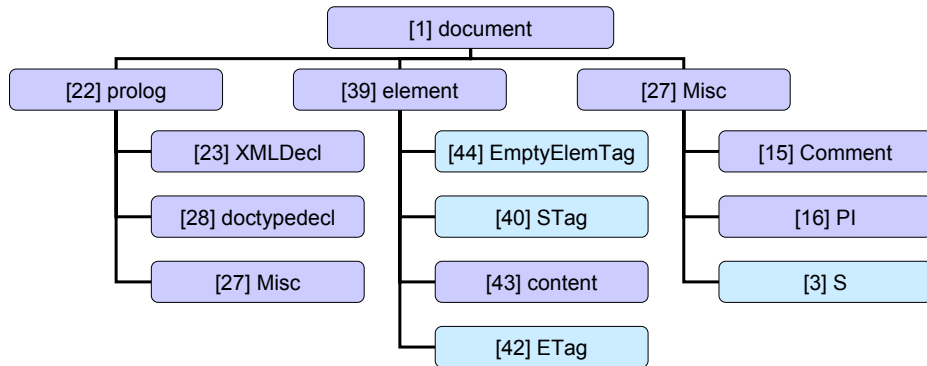 [1] document
[22] prolog
[39] element
[27] Misc
[23] XMLDecl
[44] EmptyElemTag
[15] Comment
[28] doctypedecl
[40] STag
[16] PI
[27] Misc
[43] content
[3] S
[42] ETag